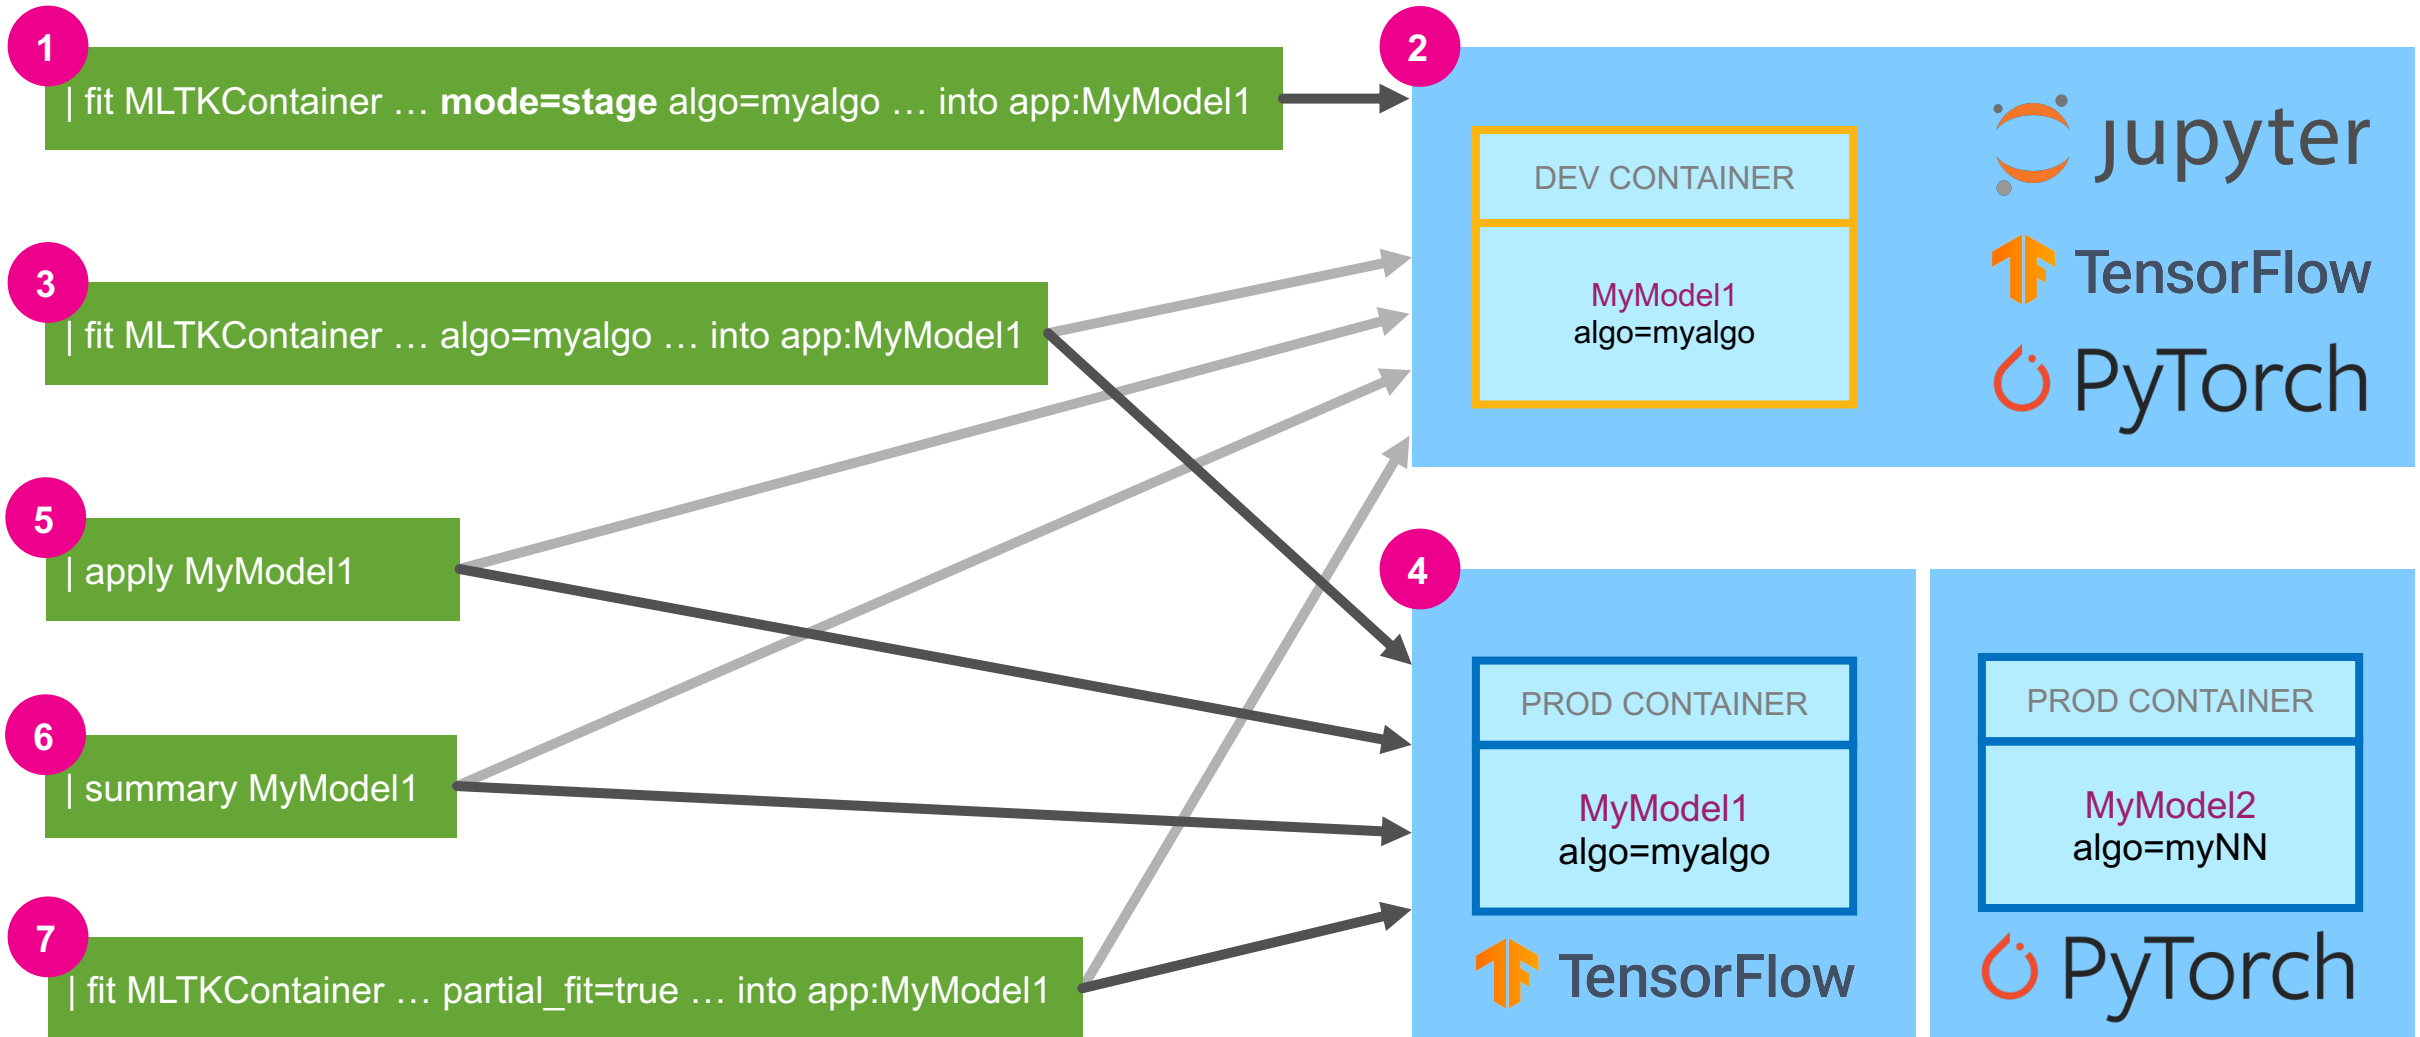 1
| fit MLTKContainer … mode=stage algo=myalgo … into app:MyModel1
2
DEV CONTAINER
MyModel1
algo=myalgo
jupyter
TensorFlow
PyTorch
3
| fit MLTKContainer … algo=myalgo … into app:MyModel1
4
PROD CONTAINER
MyModel1
algo=myalgo
TensorFlow
PROD CONTAINER
MyModel2
algo=myNN
PyTorch
5
| apply MyModel1
6
| summary MyModel1
7
| fit MLTKContainer … partial_fit=true … into app:MyModel1